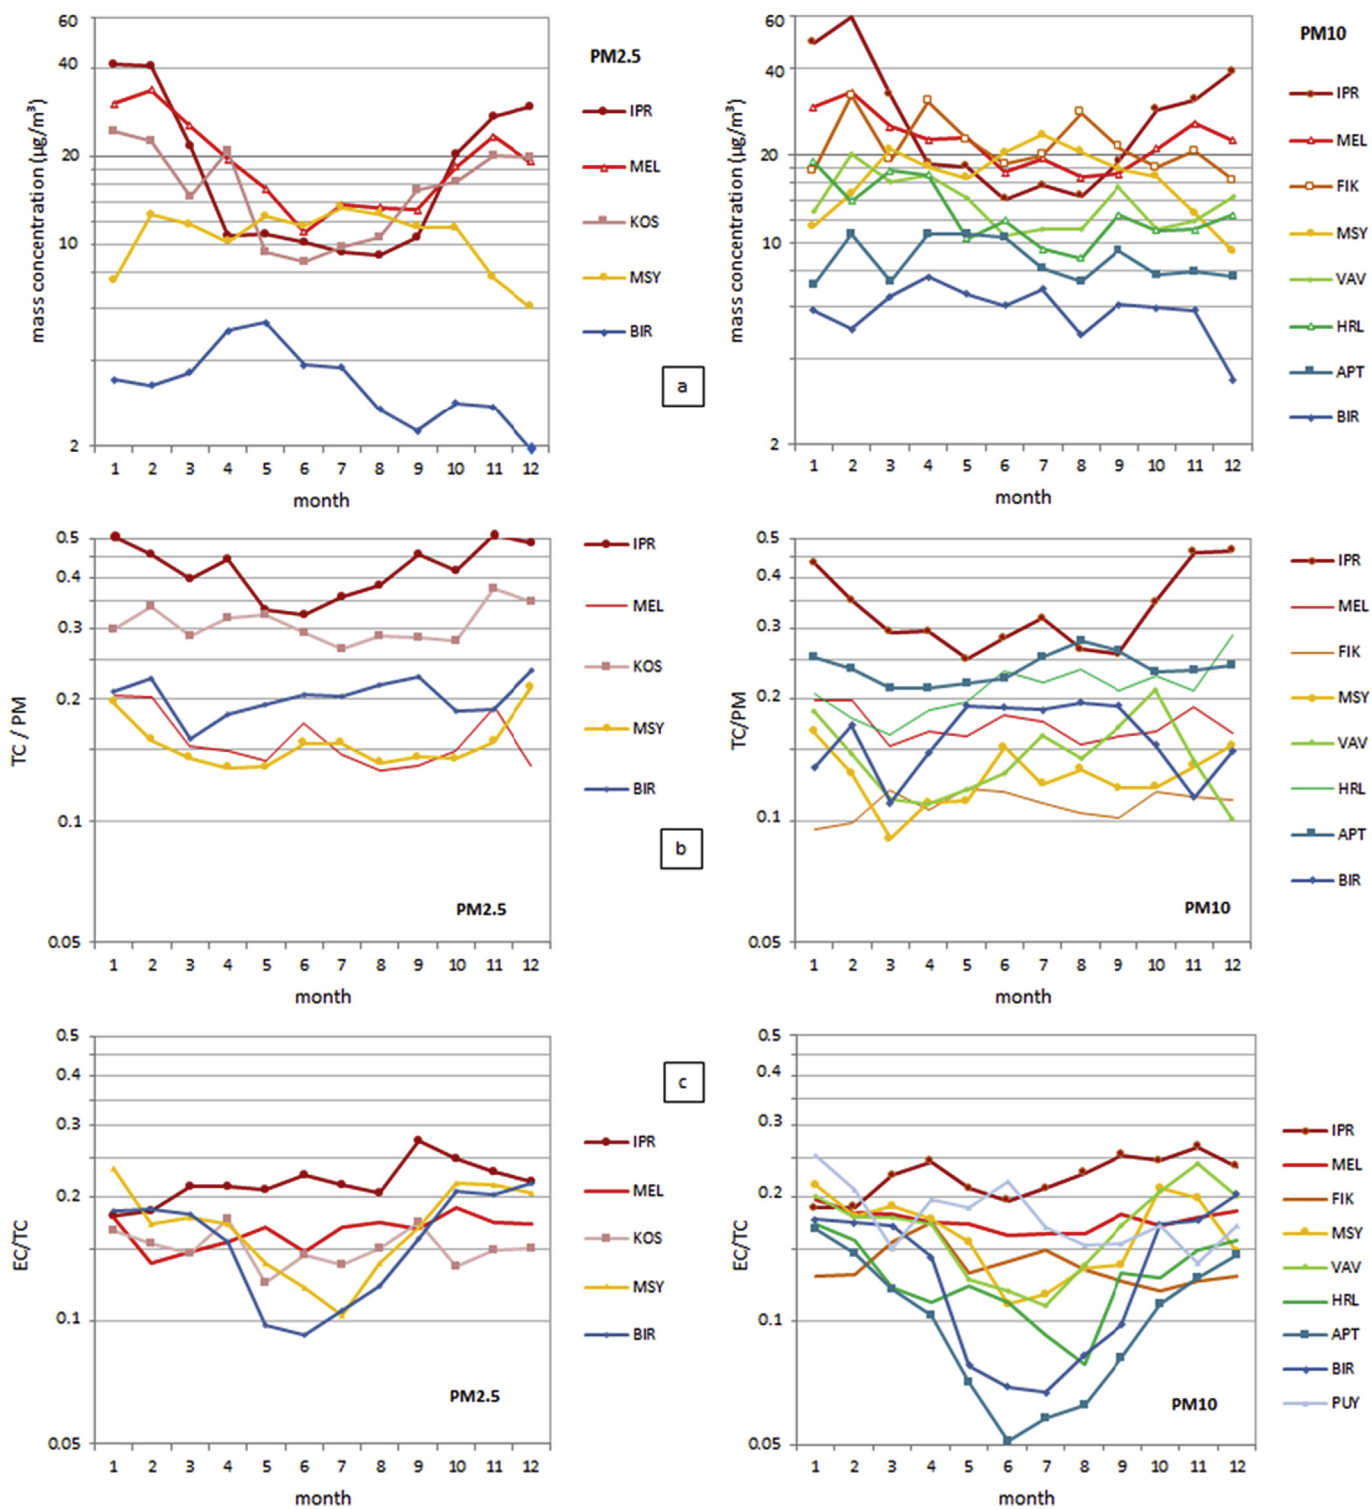 PM2.5
mass concentration (µg/m³)
60
40
20
10
2
1 2 3 4 5 6 7 8 9 10 11 12
month
IPR
MEL
KOS
MSY
BIR
a
PM10
mass concentration (µg/m³)
60
40
20
10
2
1 2 3 4 5 6 7 8 9 10 11 12
month
IPR
MEL
FIK
MSY
VAV
HRL
APT
BIR
TC / PM
0.5
0.4
0.3
0.2
0.1
0.05
1 2 3 4 5 6 7 8 9 10 11 12
month
PM2.5
IPR
MEL
KOS
MSY
BIR
b
TC/PM
0.5
0.4
0.3
0.2
0.1
0.05
1 2 3 4 5 6 7 8 9 10 11 12
month
PM10
IPR
MEL
FIK
MSY
VAV
HRL
APT
BIR
EC/TC
0.5
0.4
0.3
0.2
0.1
0.05
1 2 3 4 5 6 7 8 9 10 11 12
month
PM2.5
IPR
MEL
KOS
MSY
BIR
c
EC/TC
0.5
0.4
0.3
0.2
0.1
0.05
1 2 3 4 5 6 7 8 9 10 11 12
month
PM10
IPR
MEL
FIK
MSY
VAV
HRL
APT
BIR
PUY